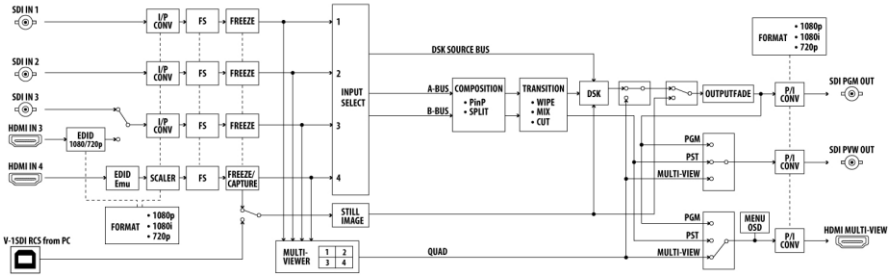 SDI IN 1
I/P CONV
FS
FREEZE
1
SDI IN 2
I/P CONV
FS
FREEZE
2
SDI IN 3
HDMI IN 3
EDID
1080/720p
I/P CONV
FS
FREEZE
3
HDMI IN 4
EDID Emu
SCALER
FS
FREEZE/
CAPTURE
4
INPUT
SELECT
FORMAT
• 1080p
• 1080i
• 720p
V-1SDI RCS from PC
STILL
IMAGE
MULTI-
VIEWER
1 2
3 4
QUAD
DSK SOURCE BUS
A-BUS
B-BUS
COMPOSITION
• PinP
• SPLIT
TRANSITION
• WIPE
• MIX
• CUT
DSK
OUTPUTFADE
FORMAT
• 1080p
• 1080i
• 720p
P/I
CONV
SDI PGM OUT
PGM
PST
MULTI-VIEW
P/I
CONV
SDI PVW OUT
PGM
PST
MULTI-VIEW
MENU
OSD
P/I
CONV
HDMI MULTI-VIEW